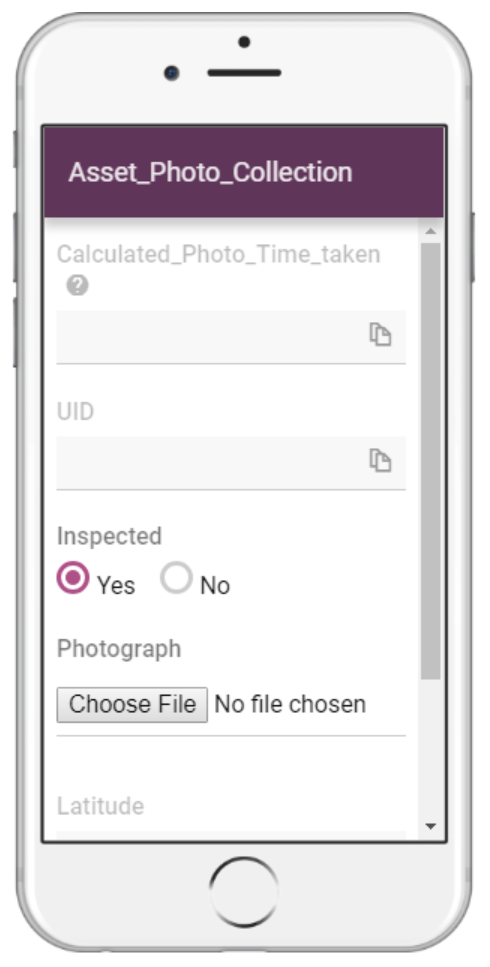 Asset_Photo_Collection
Calculated_Photo_Time_taken
?
UID
Inspected
Yes No
Photograph
Choose File No file chosen
Latitude